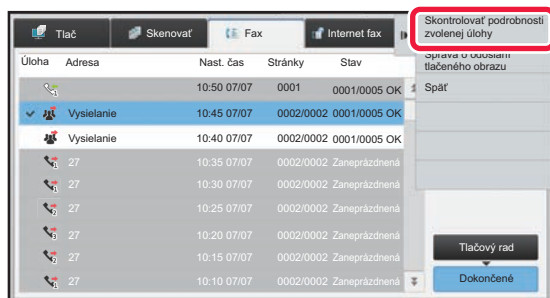 Tlač
Skenovať
Fax
Internet fax
Skontrolovať podrobnosti
zvolenej úlohy
Správa o odoslaní
tlačeného obrazu
Späť
Úloha Adresa Nast. čas Stránky Stav
10:50 07/07 0001 0001/0005 OK
Vysielanie 10:45 07/07 0002/0002 0001/0005 OK
Vysielanie 10:40 07/07 0002/0002 0001/0005 OK
27 10:35 07/07 0002/0002 Zaneprázdnená
27 10:30 07/07 0002/0002 Zaneprázdnená
27 10:25 07/07 0002/0002 Zaneprázdnená
27 10:20 07/07 0002/0002 Zaneprázdnená
27 10:15 07/07 0002/0002 Zaneprázdnená
27 10:10 07/07 0002/0002 Zaneprázdnená
Tlačový rad
Dokončené